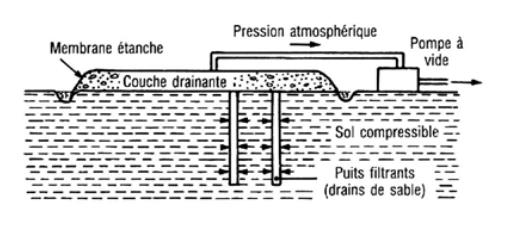 Pression atmosphérique
Pompe à
vide
Membrane étanche
Couche drainante
Sol compressible
Puits filtrants
(drains de sable)